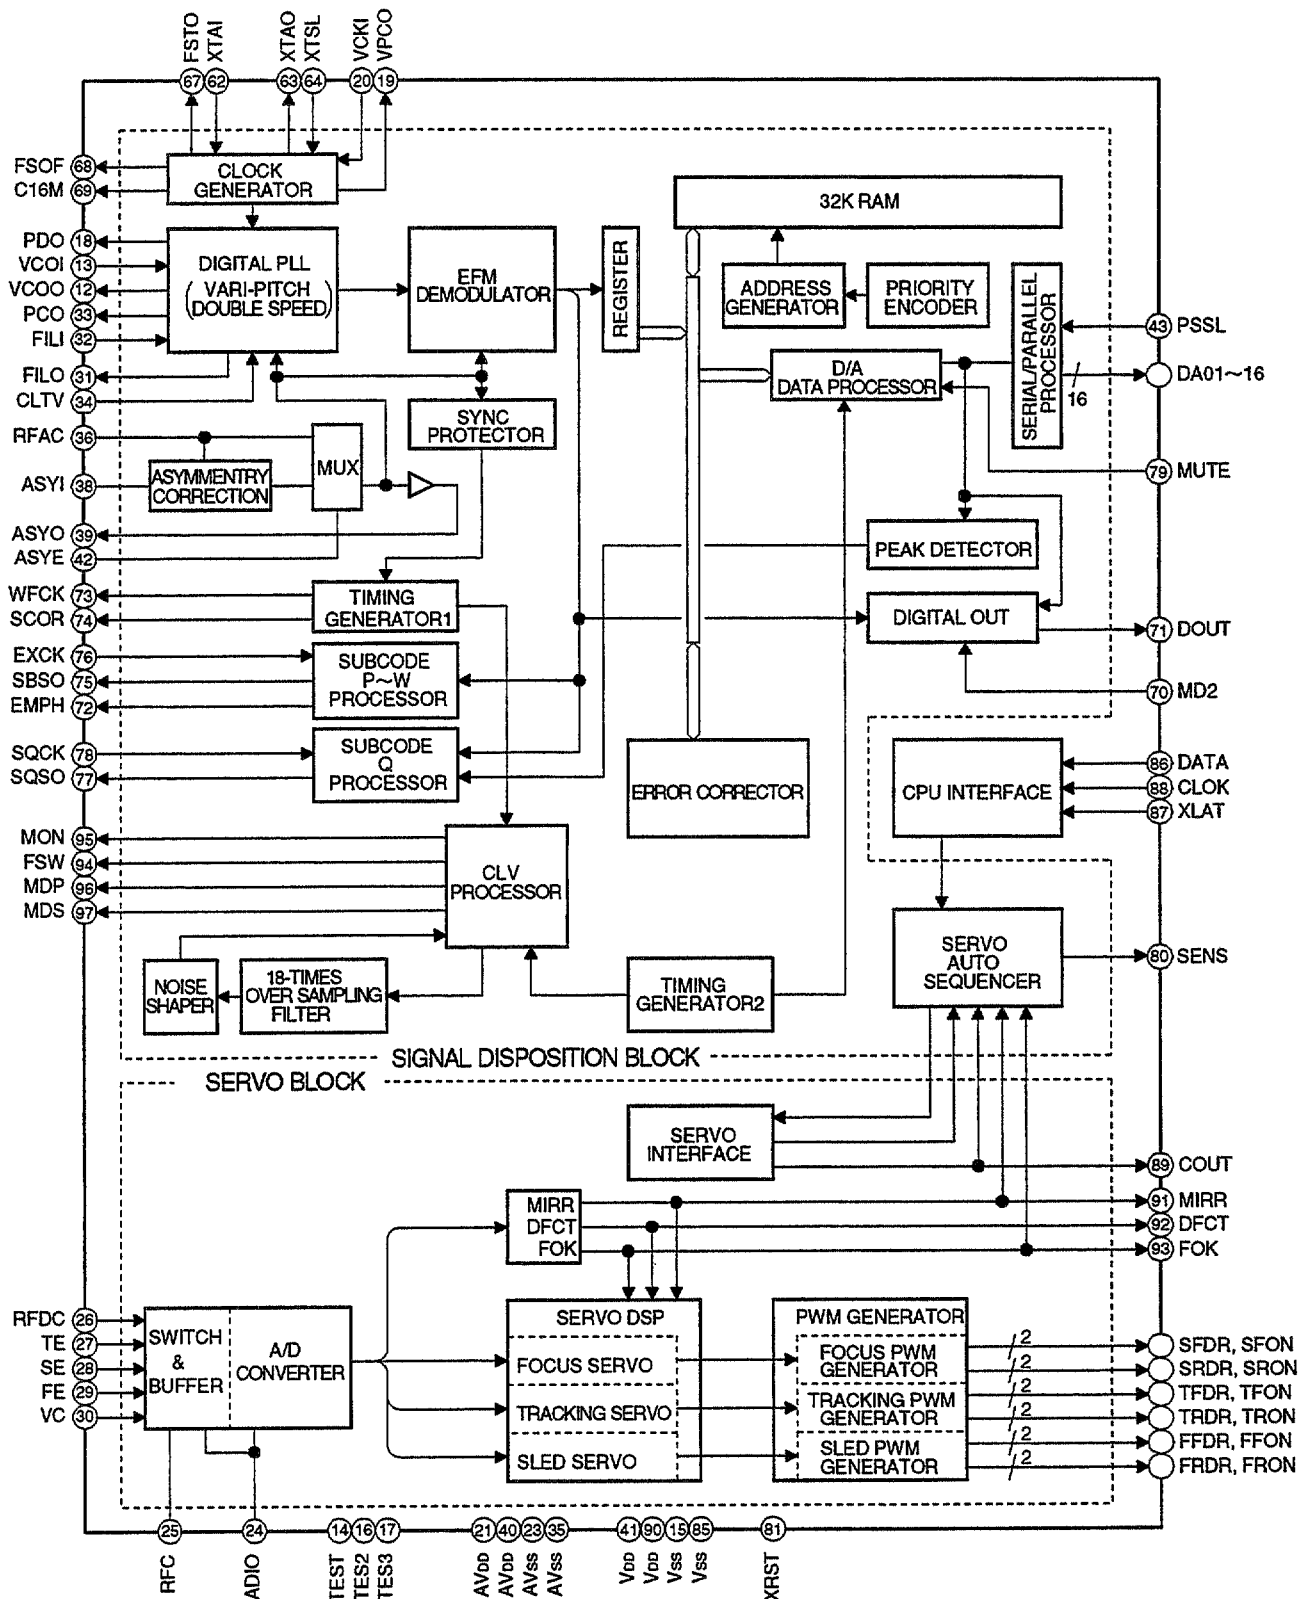 FSTO
XTAI
XTAO
XTSL
VCKI
VPCO
67
62
63
64
20
19
FSOF 68
C16M 69
CLOCK
GENERATOR
32K RAM
PDO 18
VCOI 13
VCOO 12
PCO 33
FILI 32
FILO 31
CLTV 34
DIGITAL PLL
(VARI-PITCH
DOUBLE SPEED)
EFM
DEMODULATOR
REGISTER
ADDRESS
GENERATOR
PRIORITY
ENCODER
SERIAL/PARALLEL
PROCESSOR
43 PSSL
DA01~16
16
D/A
DATA PROCESSOR
SYNC
PROTECTOR
RFAC 36
ASYI 38
ASYO 39
ASYE 42
ASYMMENTRY
CORRECTION
MUX
79 MUTE
PEAK DETECTOR
WFCK 73
SCOR 74
TIMING
GENERATOR1
DIGITAL OUT
71 DOUT
70 MD2
EXCK 76
SBSO 75
EMPH 72
SUBCODE
P~W
PROCESSOR
SQCK 78
SQSO 77
SUBCODE
Q
PROCESSOR
ERROR CORRECTOR
CPU INTERFACE
86 DATA
88 CLOK
87 XLAT
MON 95
FSW 94
MDP 96
MDS 97
CLV
PROCESSOR
NOISE
SHAPER
18-TIMES
OVER SAMPLING
FILTER
TIMING
GENERATOR2
SERVO
AUTO
SEQUENCER
80 SENS
SIGNAL DISPOSITION BLOCK
SERVO BLOCK
SERVO
INTERFACE
89 COUT
MIRR
DFCT
FOK
91 MIRR
92 DFCT
93 FOK
RFDC 26
TE 27
SE 28
FE 29
VC 30
SWITCH
&
BUFFER
A/D
CONVERTER
SERVO DSP
FOCUS SERVO
TRACKING SERVO
SLED SERVO
PWM GENERATOR
FOCUS PWM
GENERATOR
TRACKING PWM
GENERATOR
SLED PWM
GENERATOR
2
2
2
2
2
2
SFDR, SFON
SRDR, SRON
TFDR, TFON
TRDR, TRON
FFDR, FFON
FRDR, FRON
25
24
14
16
17
21
40
23
35
41
90
15
85
81
RFC
ADIO
TEST
TES2
TES3
AVDD
AVDD
AVSS
AVSS
VDD
VDD
VSS
VSS
XRST